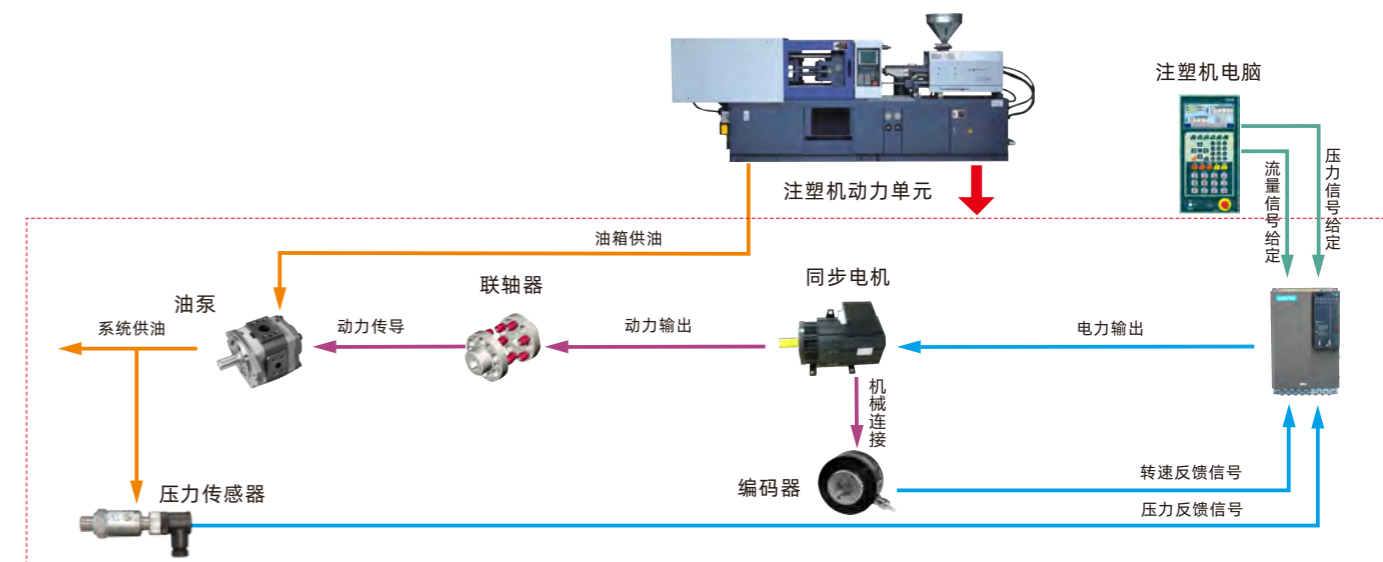 注塑机电脑
压力信号给定
流量信号给定
注塑机动力单元
油箱供油
同步电机
联轴器
油泵
系统供油
动力传导
动力输出
电力输出
机械连接
编码器
转速反馈信号
压力传感器
压力反馈信号